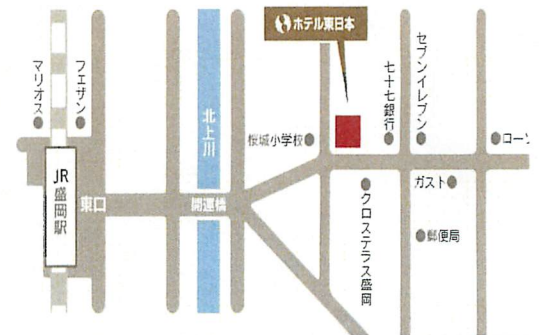 ホテル東日本
マリオス
フェザン
北上川
桜城小学校
七十七銀行
セブンイレブン
ローソ
JR盛岡駅
東口
開運橋
クロステラス盛岡
ガスト
郵便局